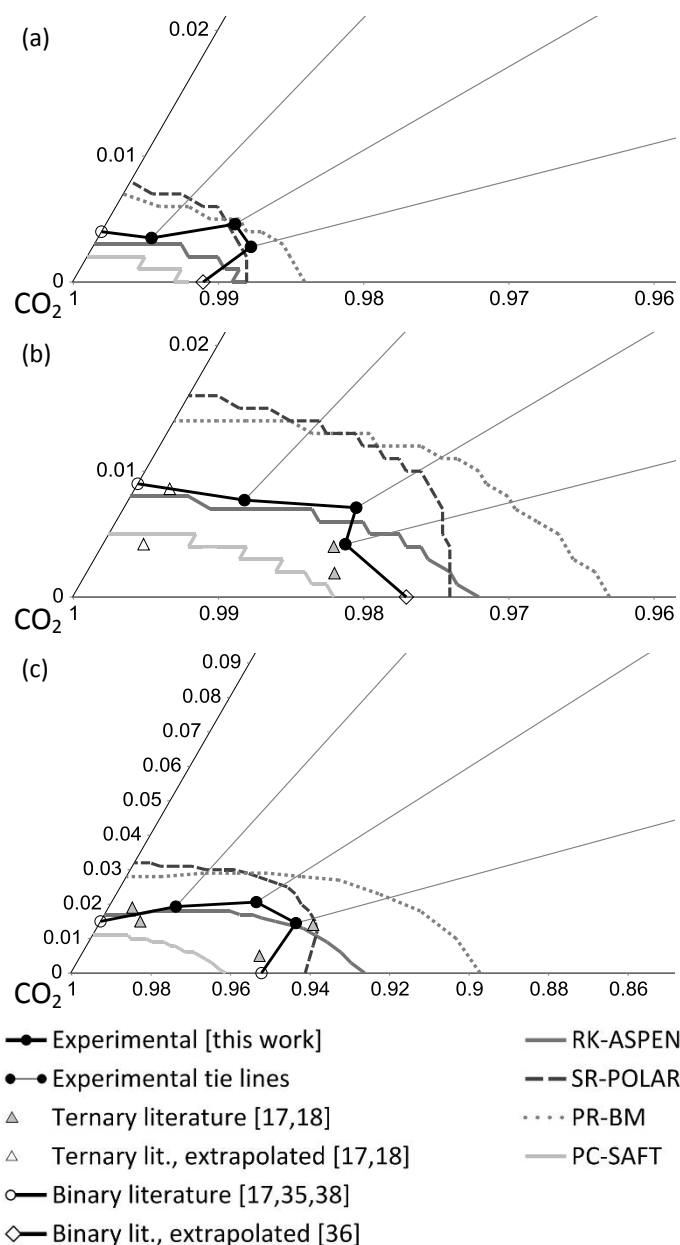 (a)
0.02
0.01
0
CO2
1 0.99 0.98 0.97 0.96
(b)
0.02
0.01
0
CO2
1 0.99 0.98 0.97 0.96
(c)
0.09
0.08
0.07
0.06
0.05
0.04
0.03
0.02
0.01
0
CO2
1 0.98 0.96 0.94 0.92 0.9 0.88 0.86
Experimental [this work]
Experimental tie lines
Ternary literature [17,18]
Ternary lit., extrapolated [17,18]
Binary literature [17,35,38]
Binary lit., extrapolated [36]
RK-ASPEN
SR-POLAR
PR-BM
PC-SAFT